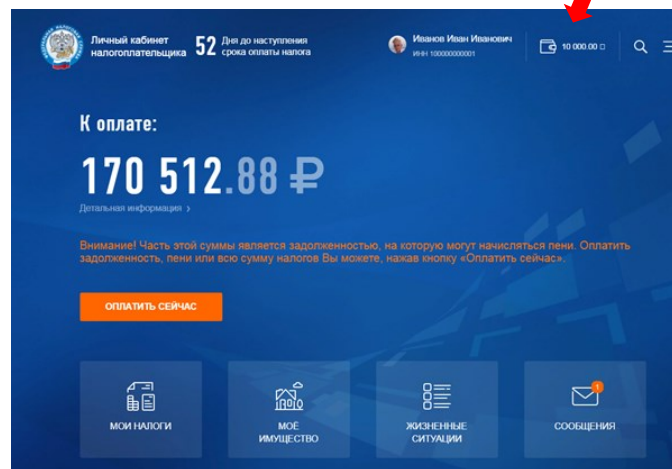 Личный кабинет
налогоплательщика
52
Дня до наступления
срока оплаты налога
Иванов Иван Иванович
ИНН 100000000001
10 000.00
К оплате:
170 512.88 ₽
Детальная информация >
Внимание! Часть этой суммы является задолженностью, на которую могут начисляться пени. Оплатить
задолженность, пени или всю сумму налогов Вы можете, нажав кнопку «Оплатить сейчас».
ОПЛАТИТЬ СЕЙЧАС
МОИ НАЛОГИ
МОЁ
ИМУЩЕСТВО
ЖИЗНЕННЫЕ
СИТУАЦИИ
1
СООБЩЕНИЯ